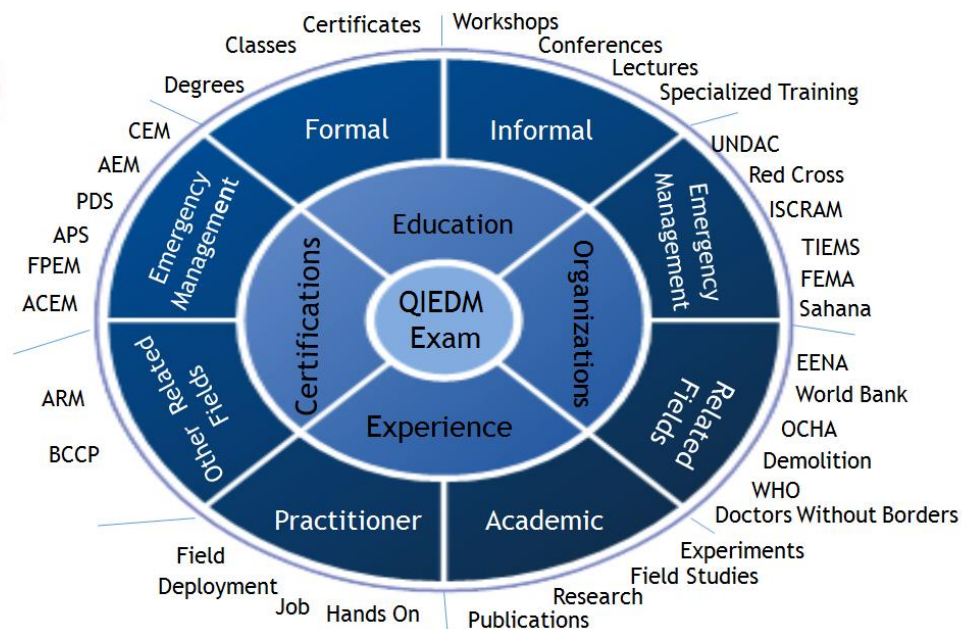 Certificates
Workshops
Classes
Conferences
Lectures
Degrees
Specialized Training
Formal
Informal
CEM
AEM
PDS
APS
FPEM
ACEM
Emergency
Management
UNDAC
Red Cross
ISCRAM
TIEMS
FEMA
Sahana
Emergency
Management
Education
Certifications
Organizations
QIEDM
Exam
Experience
ARM
BCCP
Other Related
Fields
Related
Fields
EENA
World Bank
OCHA
Demolition
WHO
Doctors Without Borders
Practitioner
Academic
Field
Deployment
Job
Hands On
Experiments
Field Studies
Research
Publications